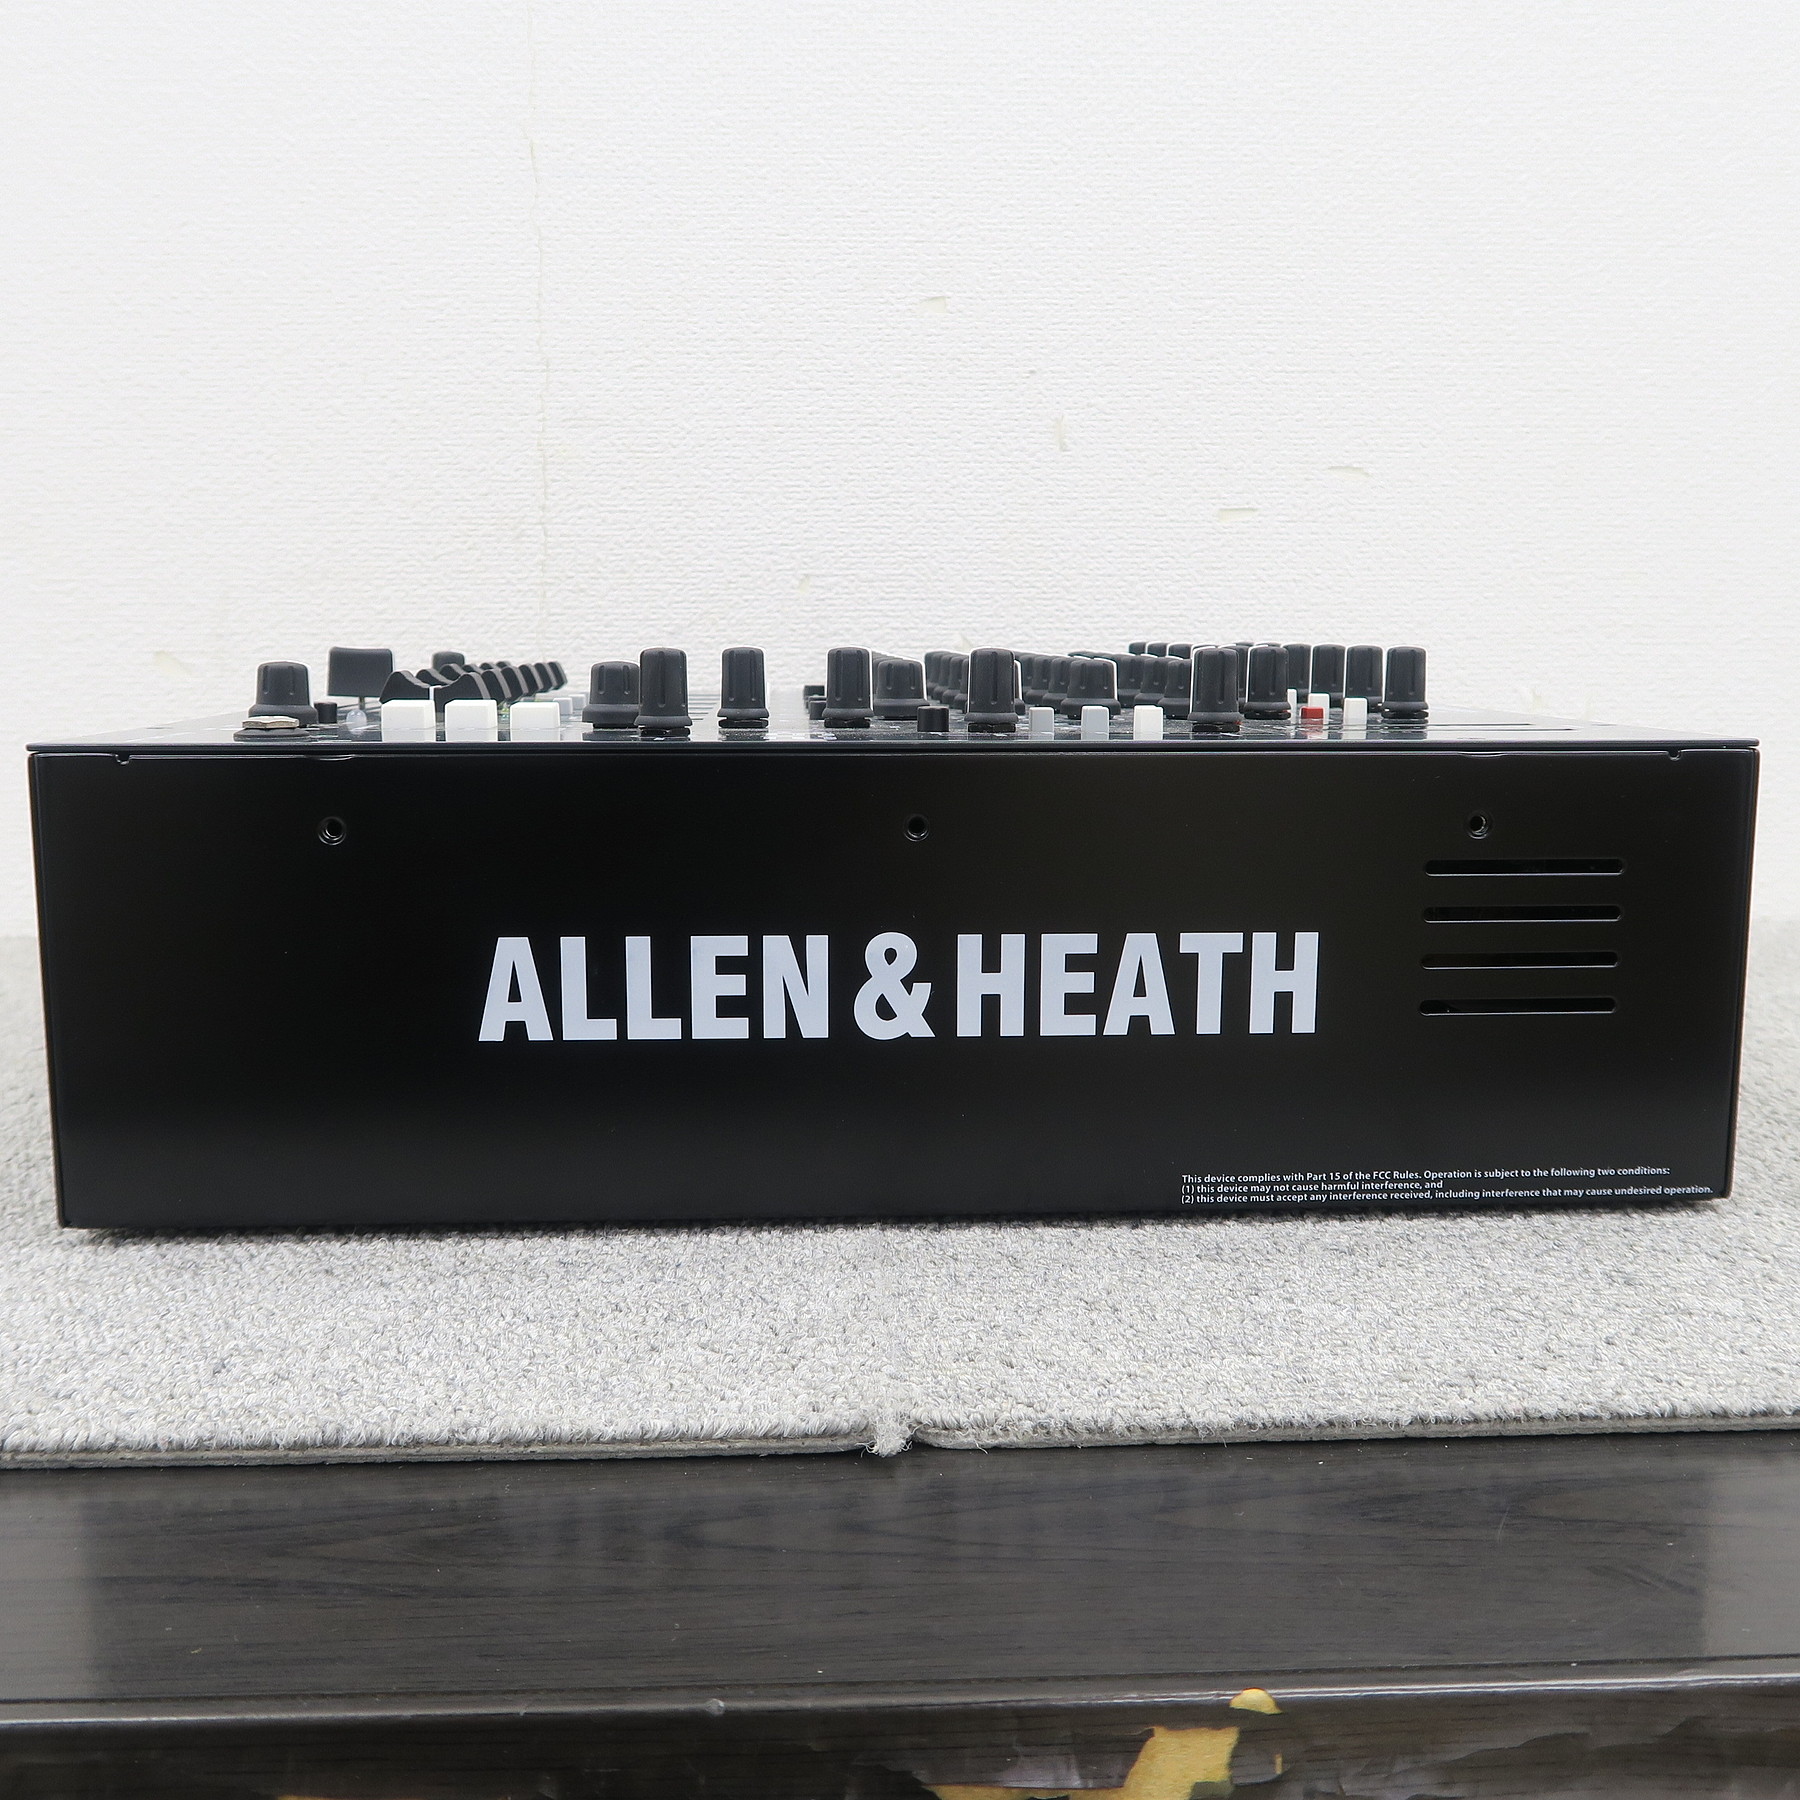 ALLEN & HEATH
This device complies with Part 15 of the FCC Rules. Operation is subject to the following two conditions:
(1) this device may not cause harmful interference, and
(2) this device must accept any interference received, including interference that may cause undesired operation.